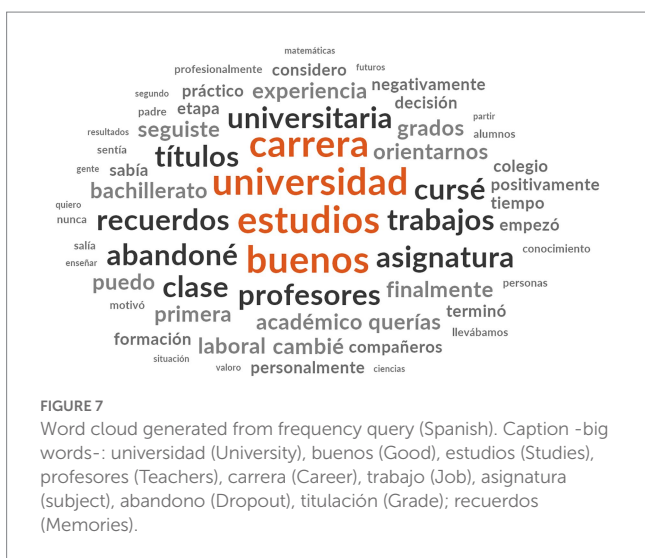 matemáticas
profesionalmente considero futuros
segundo práctico experiencia negativamente
padre etapa universitaria decisión
resultados seguiste carrera grados partir alumnos
sentía títulos orientarnos
gente sabía universidad cursé colegio
quiero bachillerato positivamente
nunca recuerdos estudios trabajos tiempo empezó
salía abandoné buenos asignatura conocimiento
enseñar puedo clase profesores finalmente personas
motivó primera académico querías terminó
formación laboral cambié compañeros llevábamos
situación valoro personalmente ciencias
FIGURE 7
Word cloud generated from frequency query (Spanish). Caption -big
words-: universidad (University), buenos (Good), estudios (Studies),
profesores (Teachers), carrera (Career), trabajo (Job), asignatura
(subject), abandono (Dropout), titulación (Grade); recuerdos
(Memories).